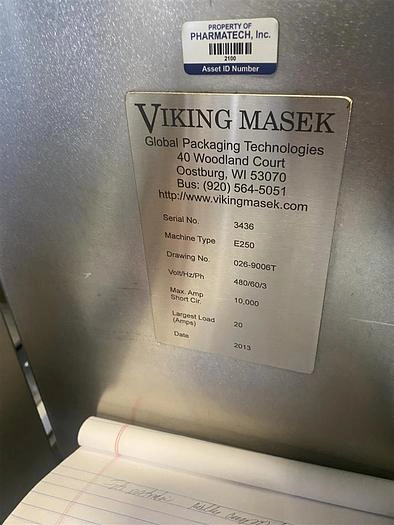 PROPERTY OF
PHARMATECH, Inc.
2100
Asset ID Number
VIKING MASEK
Global Packaging Technologies
40 Woodland Court
Oostburg, WI 53070
Bus: (920) 564-5051
http://www.vikingmasek.com
Serial No. 3436
Machine Type E250
Drawing No. 026-9006T
Volt/Hz/Ph 480/60/3
Max. Amp
Short Cir. 10,000
Largest Load
(Amps) 20
Date 2013